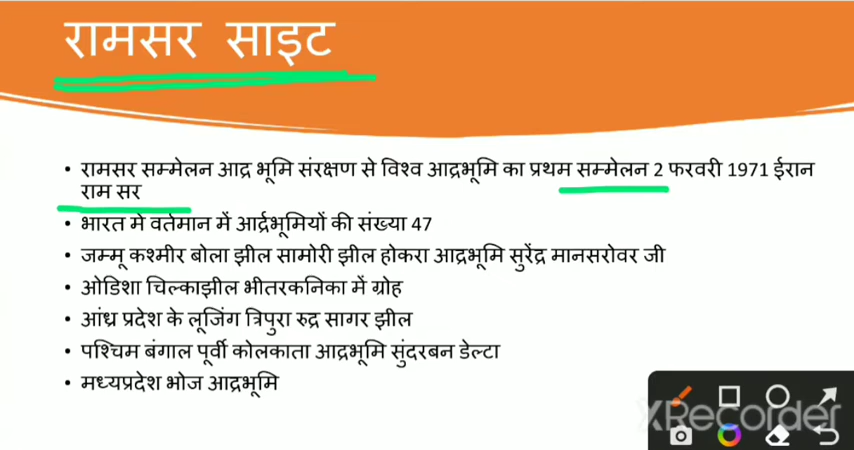 रामसर साइट
• रामसर सम्मेलन आद्र भूमि संरक्षण से विश्व आद्रभूमि का प्रथम सम्मेलन 2 फरवरी 1971 ईरान
राम सर
• भारत मे वर्तमान में आर्द्रभूमियों की संख्या 47
• जम्मू कश्मीर बोला झील सामोरी झील होकरा आद्रभूमि सुरेंद्र मानसरोवर जी
• ओडिशा चिल्काझील भीतरकनिका में ग्रोह
• आंध्र प्रदेश के लूजिंग त्रिपुरा रुद्र सागर झील
• पश्चिम बंगाल पूर्वी कोलकाता आद्रभूमि सुंदरबन डेल्टा
• मध्यप्रदेश भोज आद्रभूमि
XRecorder